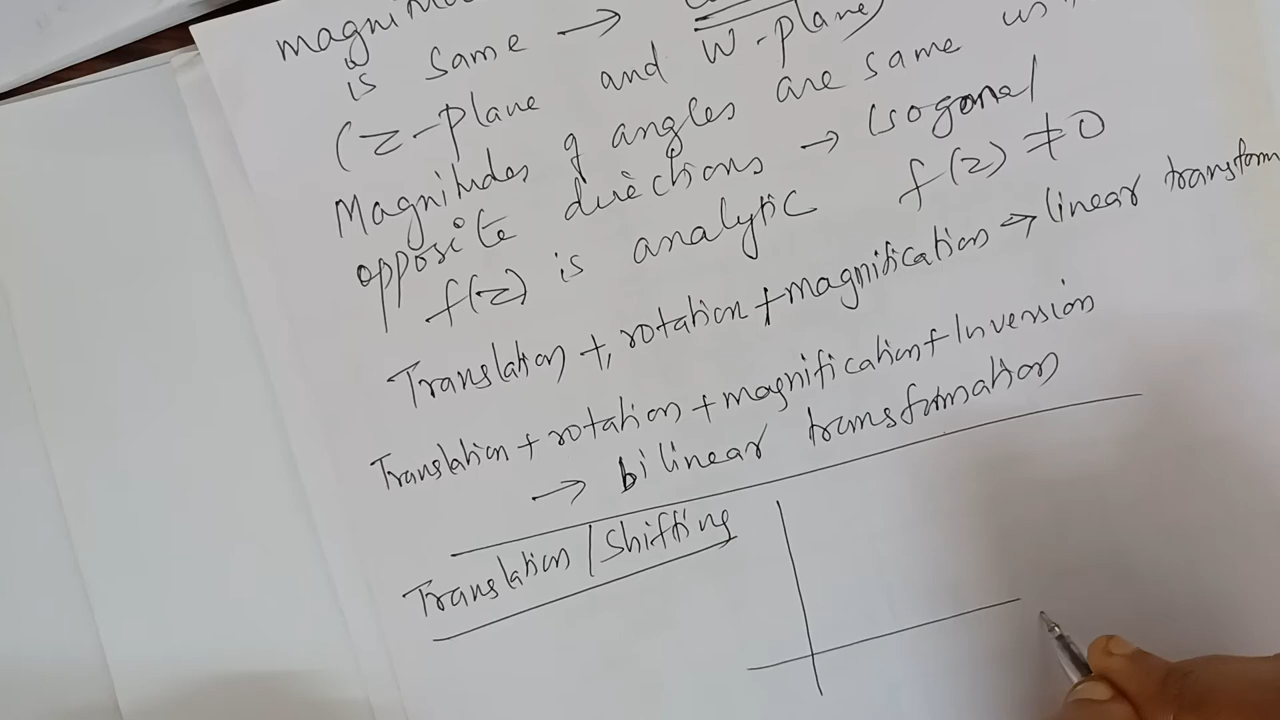 is same →
(z-plane and w-plane)
Magnitudes of angles are same
opposite directions → Isogonal
f(z) is analytic f(z) ≠ 0
Translation +, rotation + magnification → linear transform
Translation + rotation + magnification + Inversion
→ bilinear transformation
Translation / Shifting